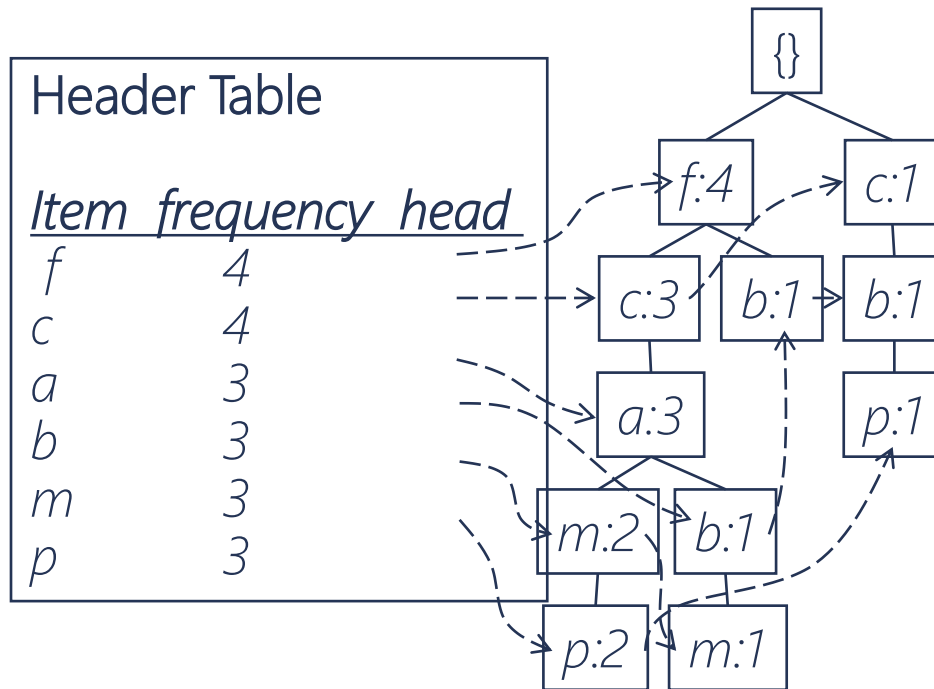 Header Table
Item frequency head
f 4
c 4
a 3
b 3
m 3
p 3
{}
f:4 c:1
c:3 b:1 b:1
a:3 p:1
m:2 b:1
p:2 m:1